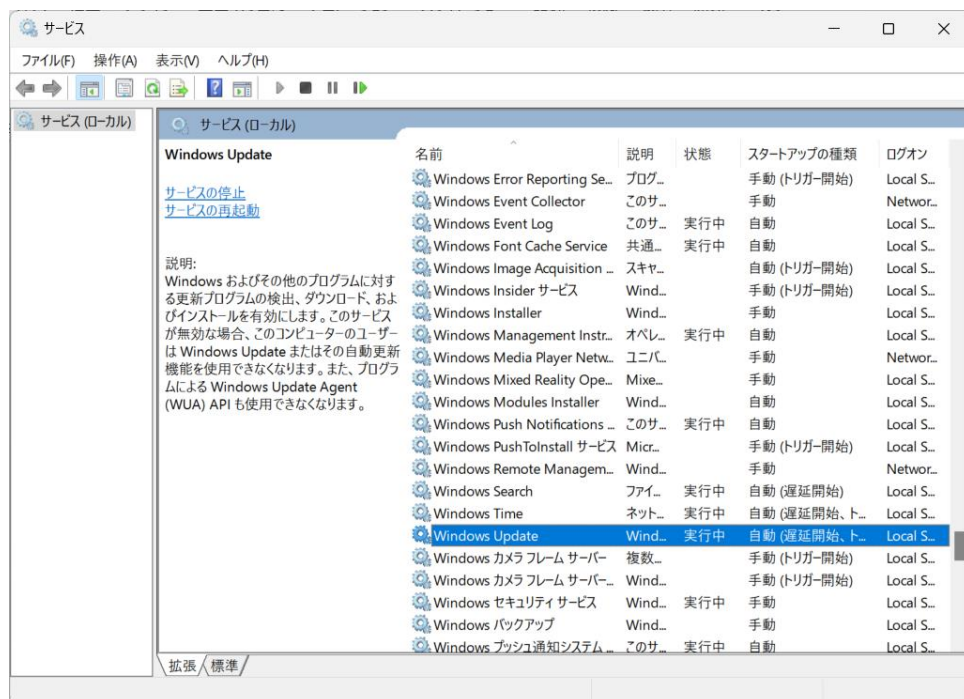 サービス
ファイル(F) 操作(A) 表示(V) ヘルプ(H)
サービス (ローカル)
サービス (ローカル)
Windows Update
サービスの停止
サービスの再起動
説明:
Windows およびその他のプログラムに対す
る更新プログラムの検出、ダウンロード、およ
びインストールを有効にします。このサービス
が無効な場合、このコンピューターのユーザー
は Windows Update またはその自動更新
機能を使用できなくなります。また、プログラ
ムによる Windows Update Agent
(WUA) API も使用できなくなります。
名前 説明 状態 スタートアップの種類 ログオン
Windows Error Reporting Se... プログ... 手動 (トリガー開始) Local S...
Windows Event Collector このサ... 手動 Networ...
Windows Event Log このサ... 実行中 自動 Local S...
Windows Font Cache Service 共通... 実行中 自動 Local S...
Windows Image Acquisition ... スキャ... 自動 (トリガー開始) Local S...
Windows Insider サービス Wind... 手動 (トリガー開始) Local S...
Windows Installer Wind... 手動 Local S...
Windows Management Instr... オペレ... 実行中 自動 Local S...
Windows Media Player Netw... ユニバ... 手動 Networ...
Windows Mixed Reality Ope... Mixe... 手動 Local S...
Windows Modules Installer Wind... 自動 Local S...
Windows Push Notifications ... このサ... 実行中 自動 Local S...
Windows PushToInstall サービス Micr... 手動 (トリガー開始) Local S...
Windows Remote Managem... Wind... 手動 Networ...
Windows Search ファイ... 実行中 自動 (遅延開始) Local S...
Windows Time ネット... 実行中 自動 (遅延開始、ト... Local S...
Windows Update Wind... 実行中 自動 (遅延開始、ト... Local S...
Windows カメラ フレーム サーバー 複数... 手動 (トリガー開始) Local S...
Windows カメラ フレーム サーバー... Wind... 手動 (トリガー開始) Local S...
Windows セキュリティ サービス Wind... 実行中 手動 Local S...
Windows バックアップ Wind... 手動 Local S...
Windows プッシュ通知システム ... このサ... 実行中 自動 Local S...
拡張 標準